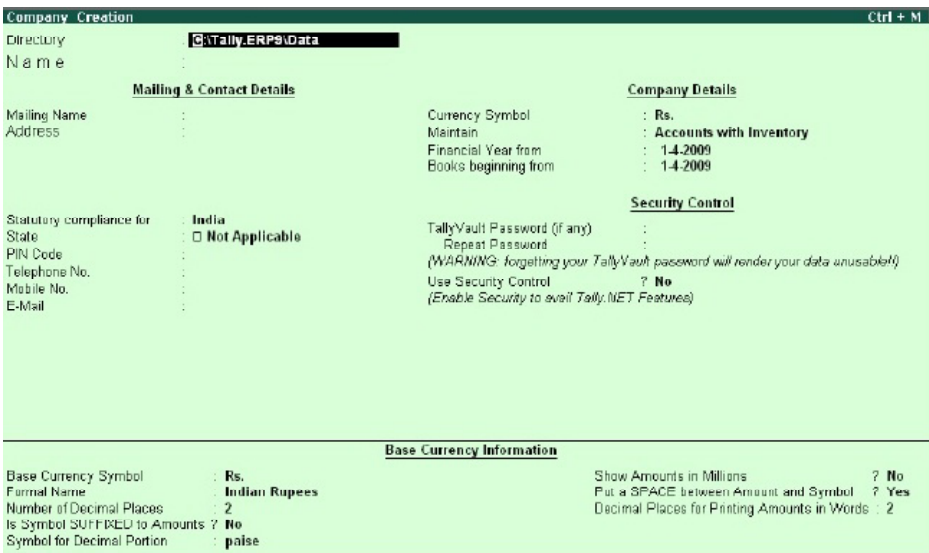 Company Creation Ctrl + M
Directory : C:\Tally.ERP9\Data
Name :
Mailing & Contact Details
Mailing Name :
Address :
Company Details
Currency Symbol : Rs.
Maintain : Accounts with Inventory
Financial Year from : 1-4-2009
Books beginning from : 1-4-2009
Statutory compliance for : India
State : □ Not Applicable
PIN Code :
Telephone No. :
Mobile No. :
E-Mail :
Security Control
TallyVault Password (if any) :
Repeat Password :
(WARNING: forgetting your TallyVault password will render your data unusable!!)
Use Security Control ? No
(Enable Security to avail Tally.NET Features)
Base Currency Information
Base Currency Symbol : Rs.
Formal Name : Indian Rupees
Number of Decimal Places : 2
Is Symbol SUFFIXED to Amounts ? No
Symbol for Decimal Portion : paise
Show Amounts in Millions ? No
Put a SPACE between Amount and Symbol ? Yes
Decimal Places for Printing Amounts in Words : 2